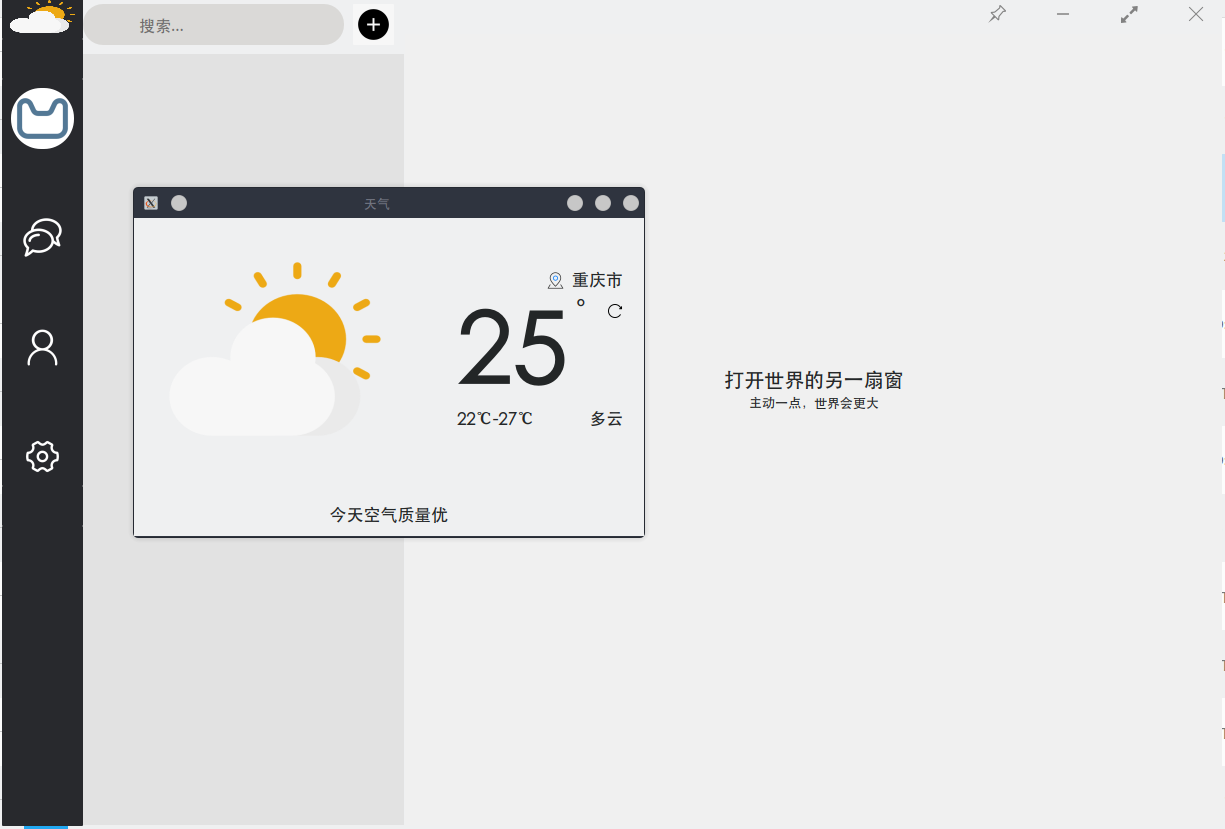 搜索...
天气
重庆市
25°
22℃-27℃
多云
今天空气质量优
打开世界的另一扇窗
主动一点，世界会更大